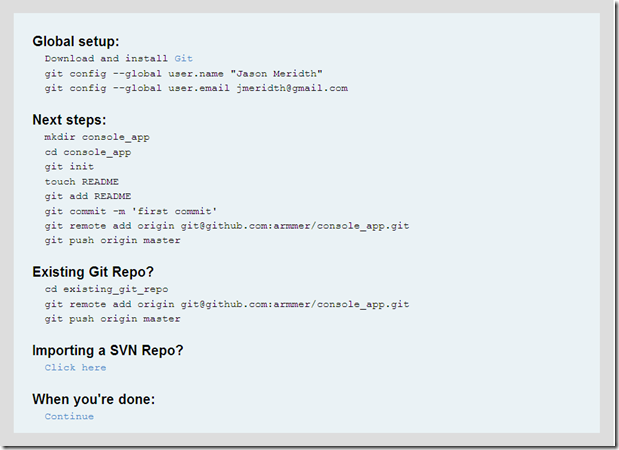 Global setup:
Download and install Git
git config --global user.name "Jason Meridth"
git config --global user.email jmeridth@gmail.com
Next steps:
mkdir console_app
cd console_app
git init
touch README
git add README
git commit -m 'first commit'
git remote add origin git@github.com:armmer/console_app.git
git push origin master
Existing Git Repo?
cd existing_git_repo
git remote add origin git@github.com:armmer/console_app.git
git push origin master
Importing a SVN Repo?
Click here
When you're done:
Continue